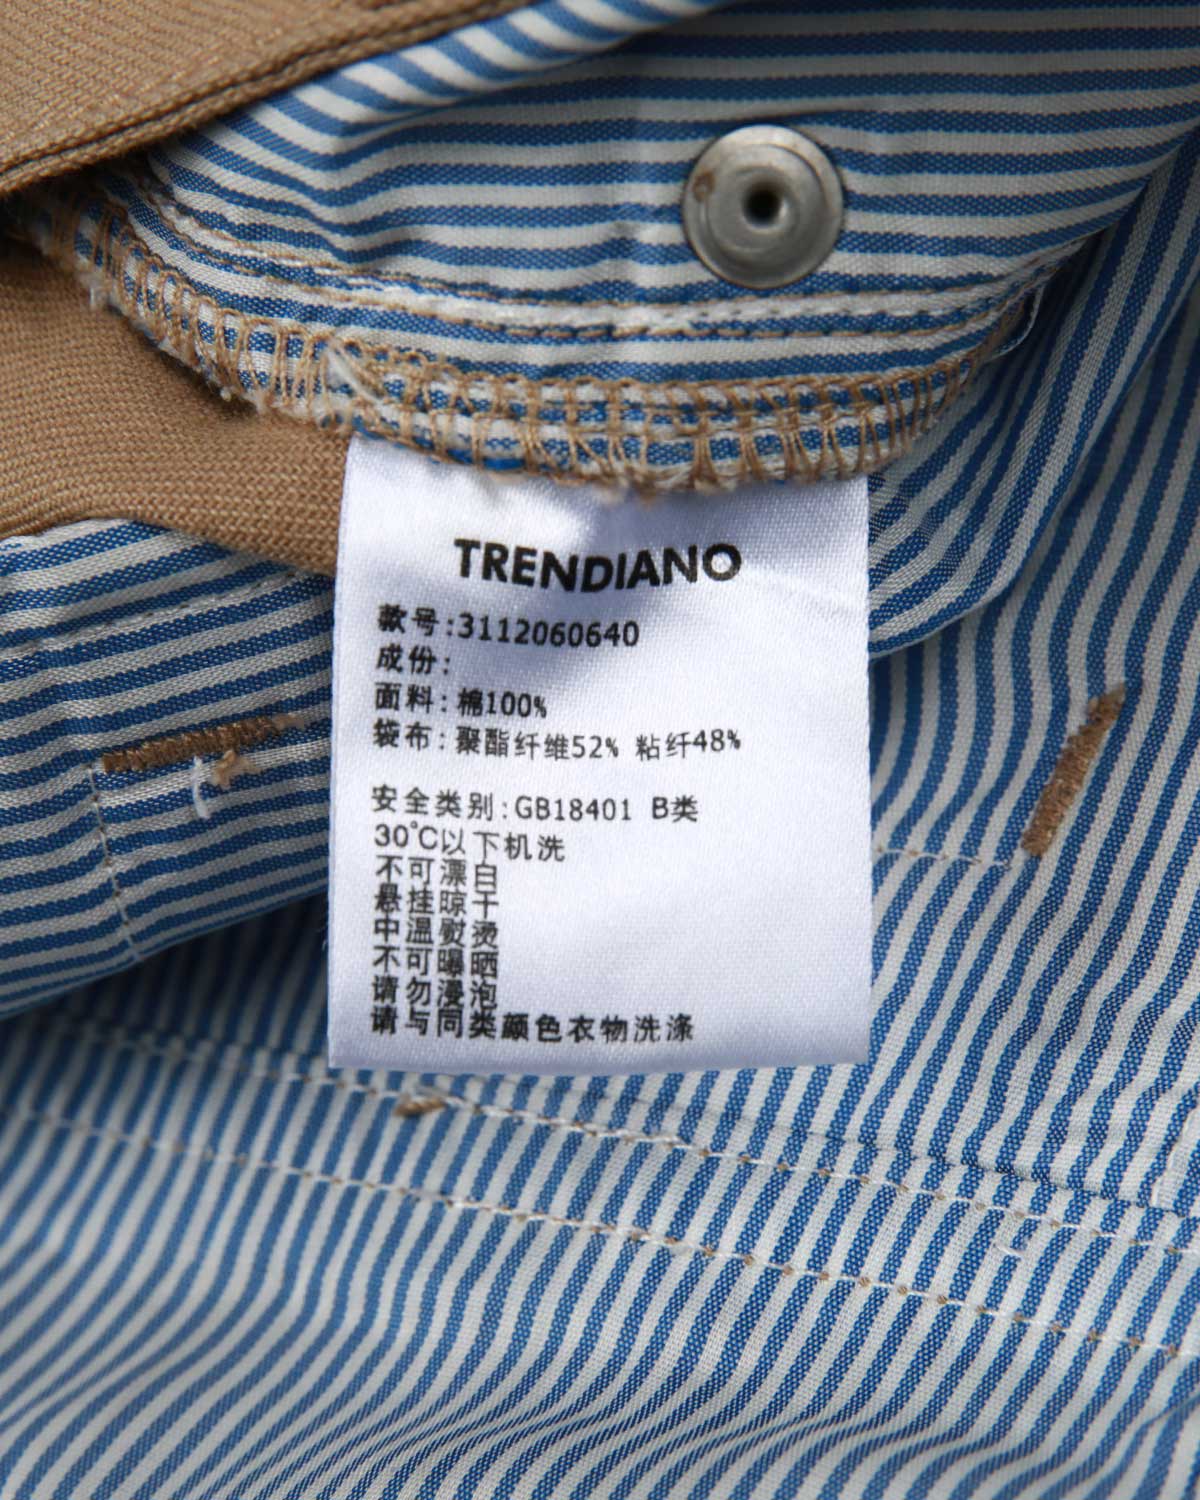 TRENDIANO
款号:3112060640
成份:
面料:棉100%
袋布:聚酯纤维52% 粘纤48%
安全类别:GB18401 B类
30℃以下机洗
不可漂白
悬挂晾干
中温熨烫
不可曝晒
请勿浸泡
请与同类颜色衣物洗涤